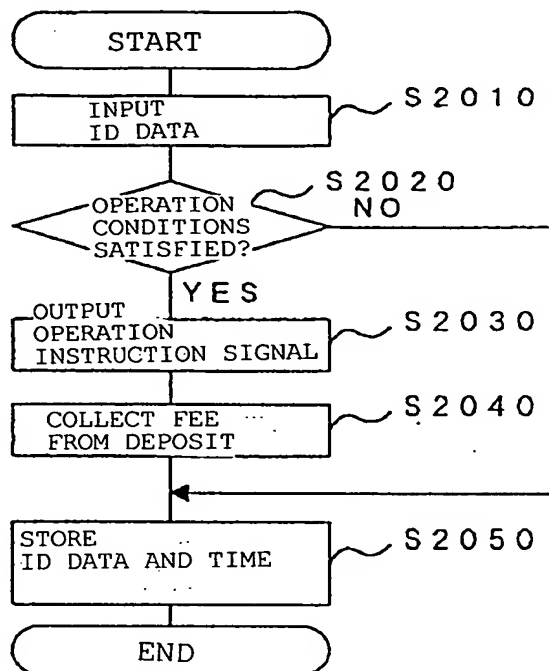 START
INPUT
ID DATA
S2010
OPERATION
CONDITIONS
SATISFIED?
S2020
NO
YES
OUTPUT
OPERATION
INSTRUCTION SIGNAL
S2030
COLLECT FEE
FROM DEPOSIT
S2040
STORE
ID DATA AND TIME
S2050
END